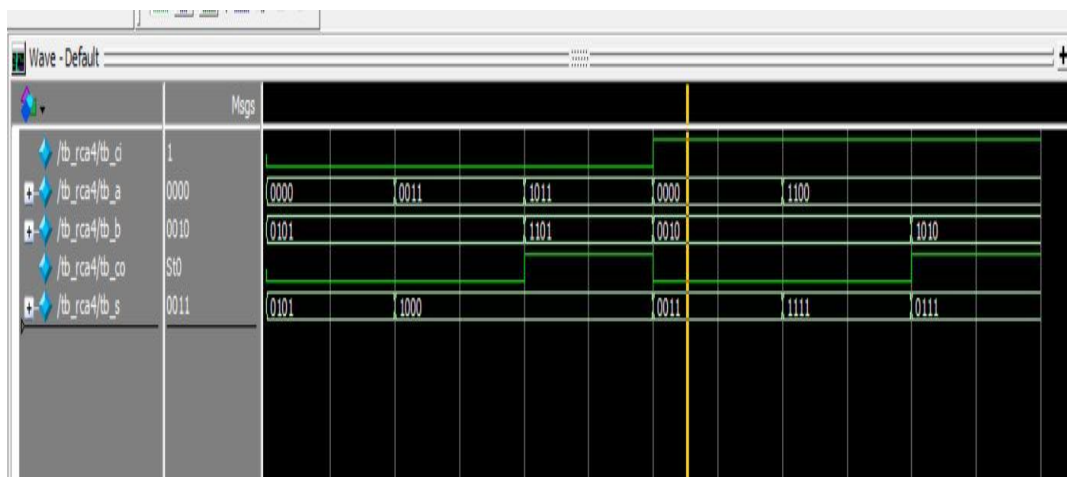 Wave - Default
Msgs
/tb_rca4/tb_ci 1
/tb_rca4/tb_a 0000 0000 0011 1011 0000 1100
/tb_rca4/tb_b 0010 0101 1101 0010 1010
/tb_rca4/tb_co St0
/tb_rca4/tb_s 0011 0101 1000 0011 1111 0111